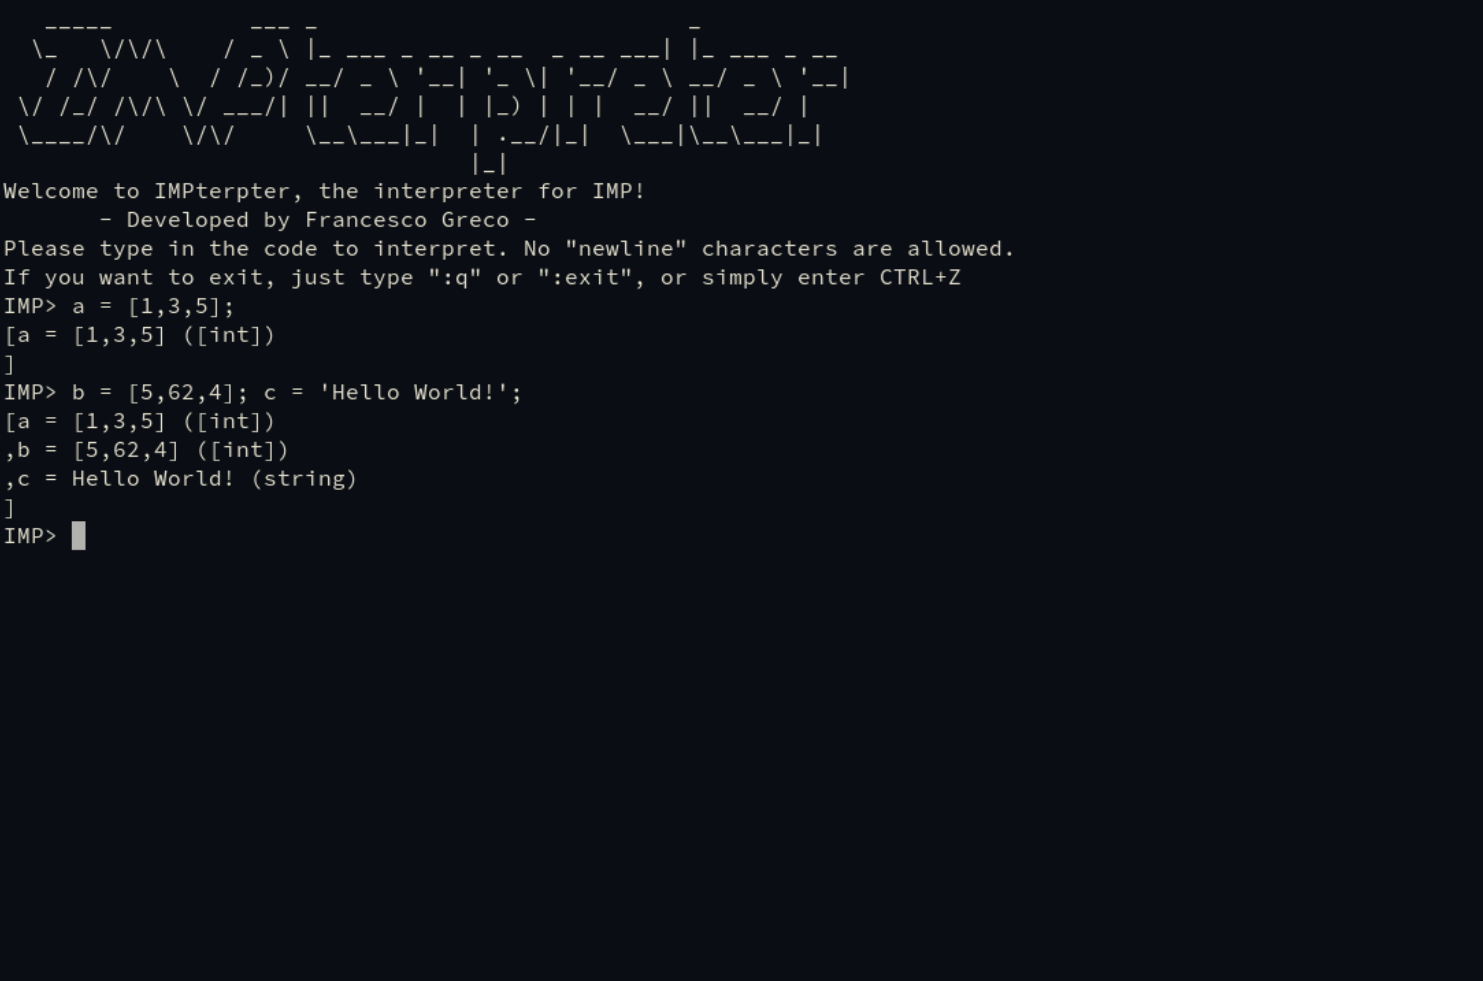 IMPterpreter
Welcome to IMPterpter, the interpreter for IMP!
- Developed by Francesco Greco -
Please type in the code to interpret. No "newline" characters are allowed.
If you want to exit, just type ":q" or ":exit", or simply enter CTRL+Z
IMP> a = [1,3,5];
[a = [1,3,5] ([int])
]
IMP> b = [5,62,4]; c = 'Hello World!';
[a = [1,3,5] ([int])
,b = [5,62,4] ([int])
,c = Hello World! (string)
]
IMP>